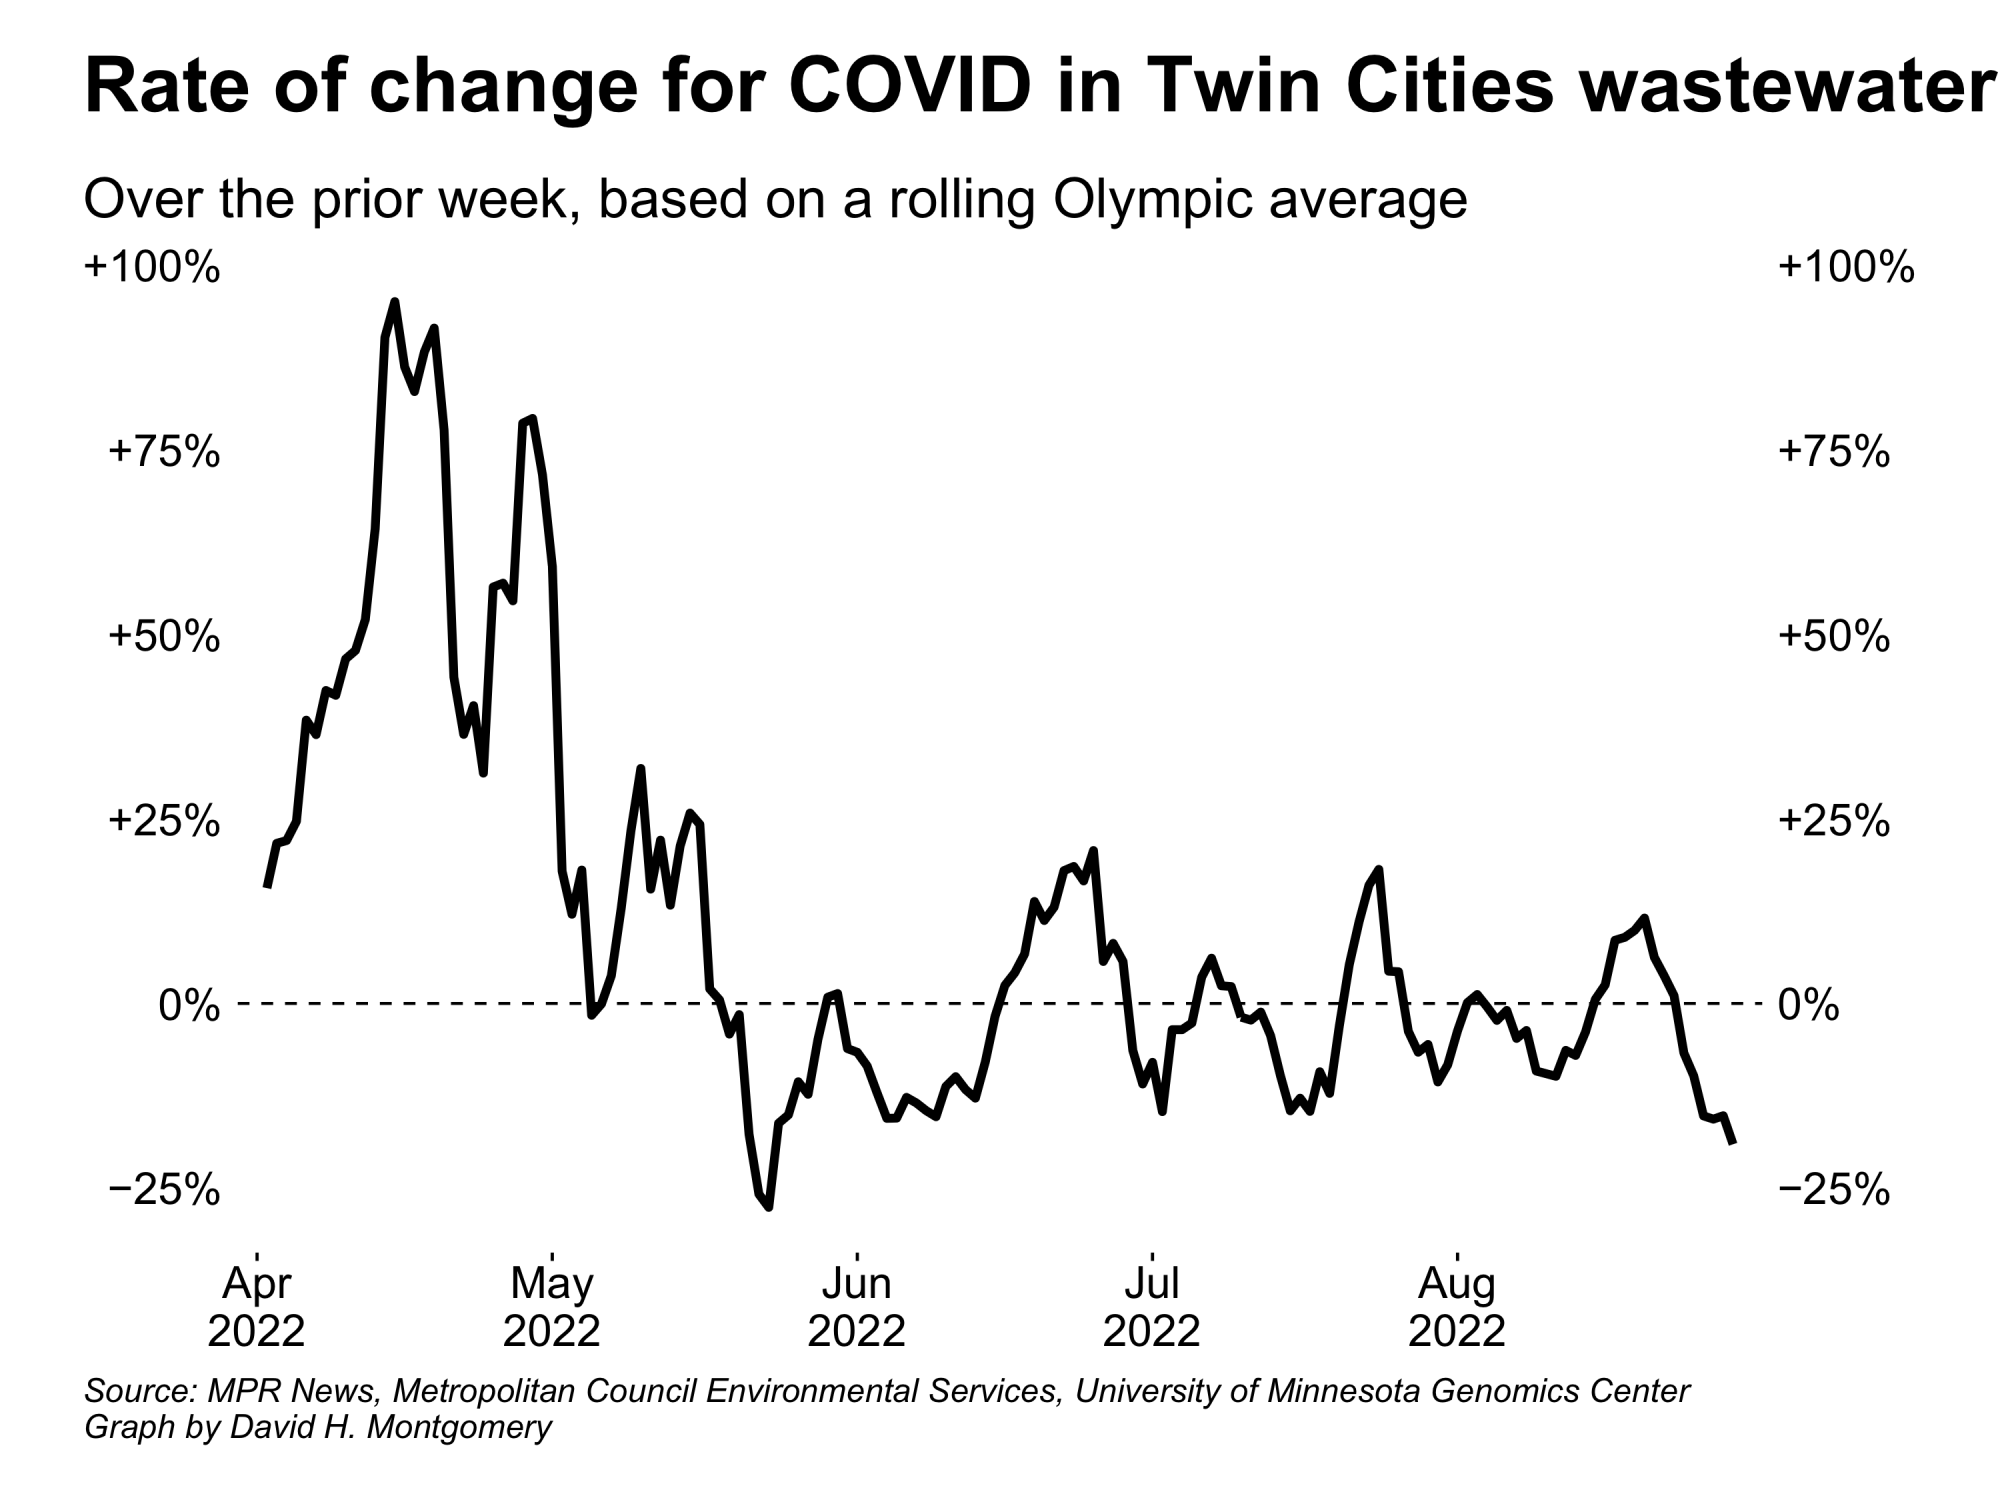 Rate of change for COVID in Twin Cities wastewater
Over the prior week, based on a rolling Olympic average
+100% +100%
+75% +75%
+50% +50%
+25% +25%
0% 0%
−25% −25%
Apr May Jun Jul Aug
2022 2022 2022 2022 2022
Source: MPR News, Metropolitan Council Environmental Services, University of Minnesota Genomics Center
Graph by David H. Montgomery